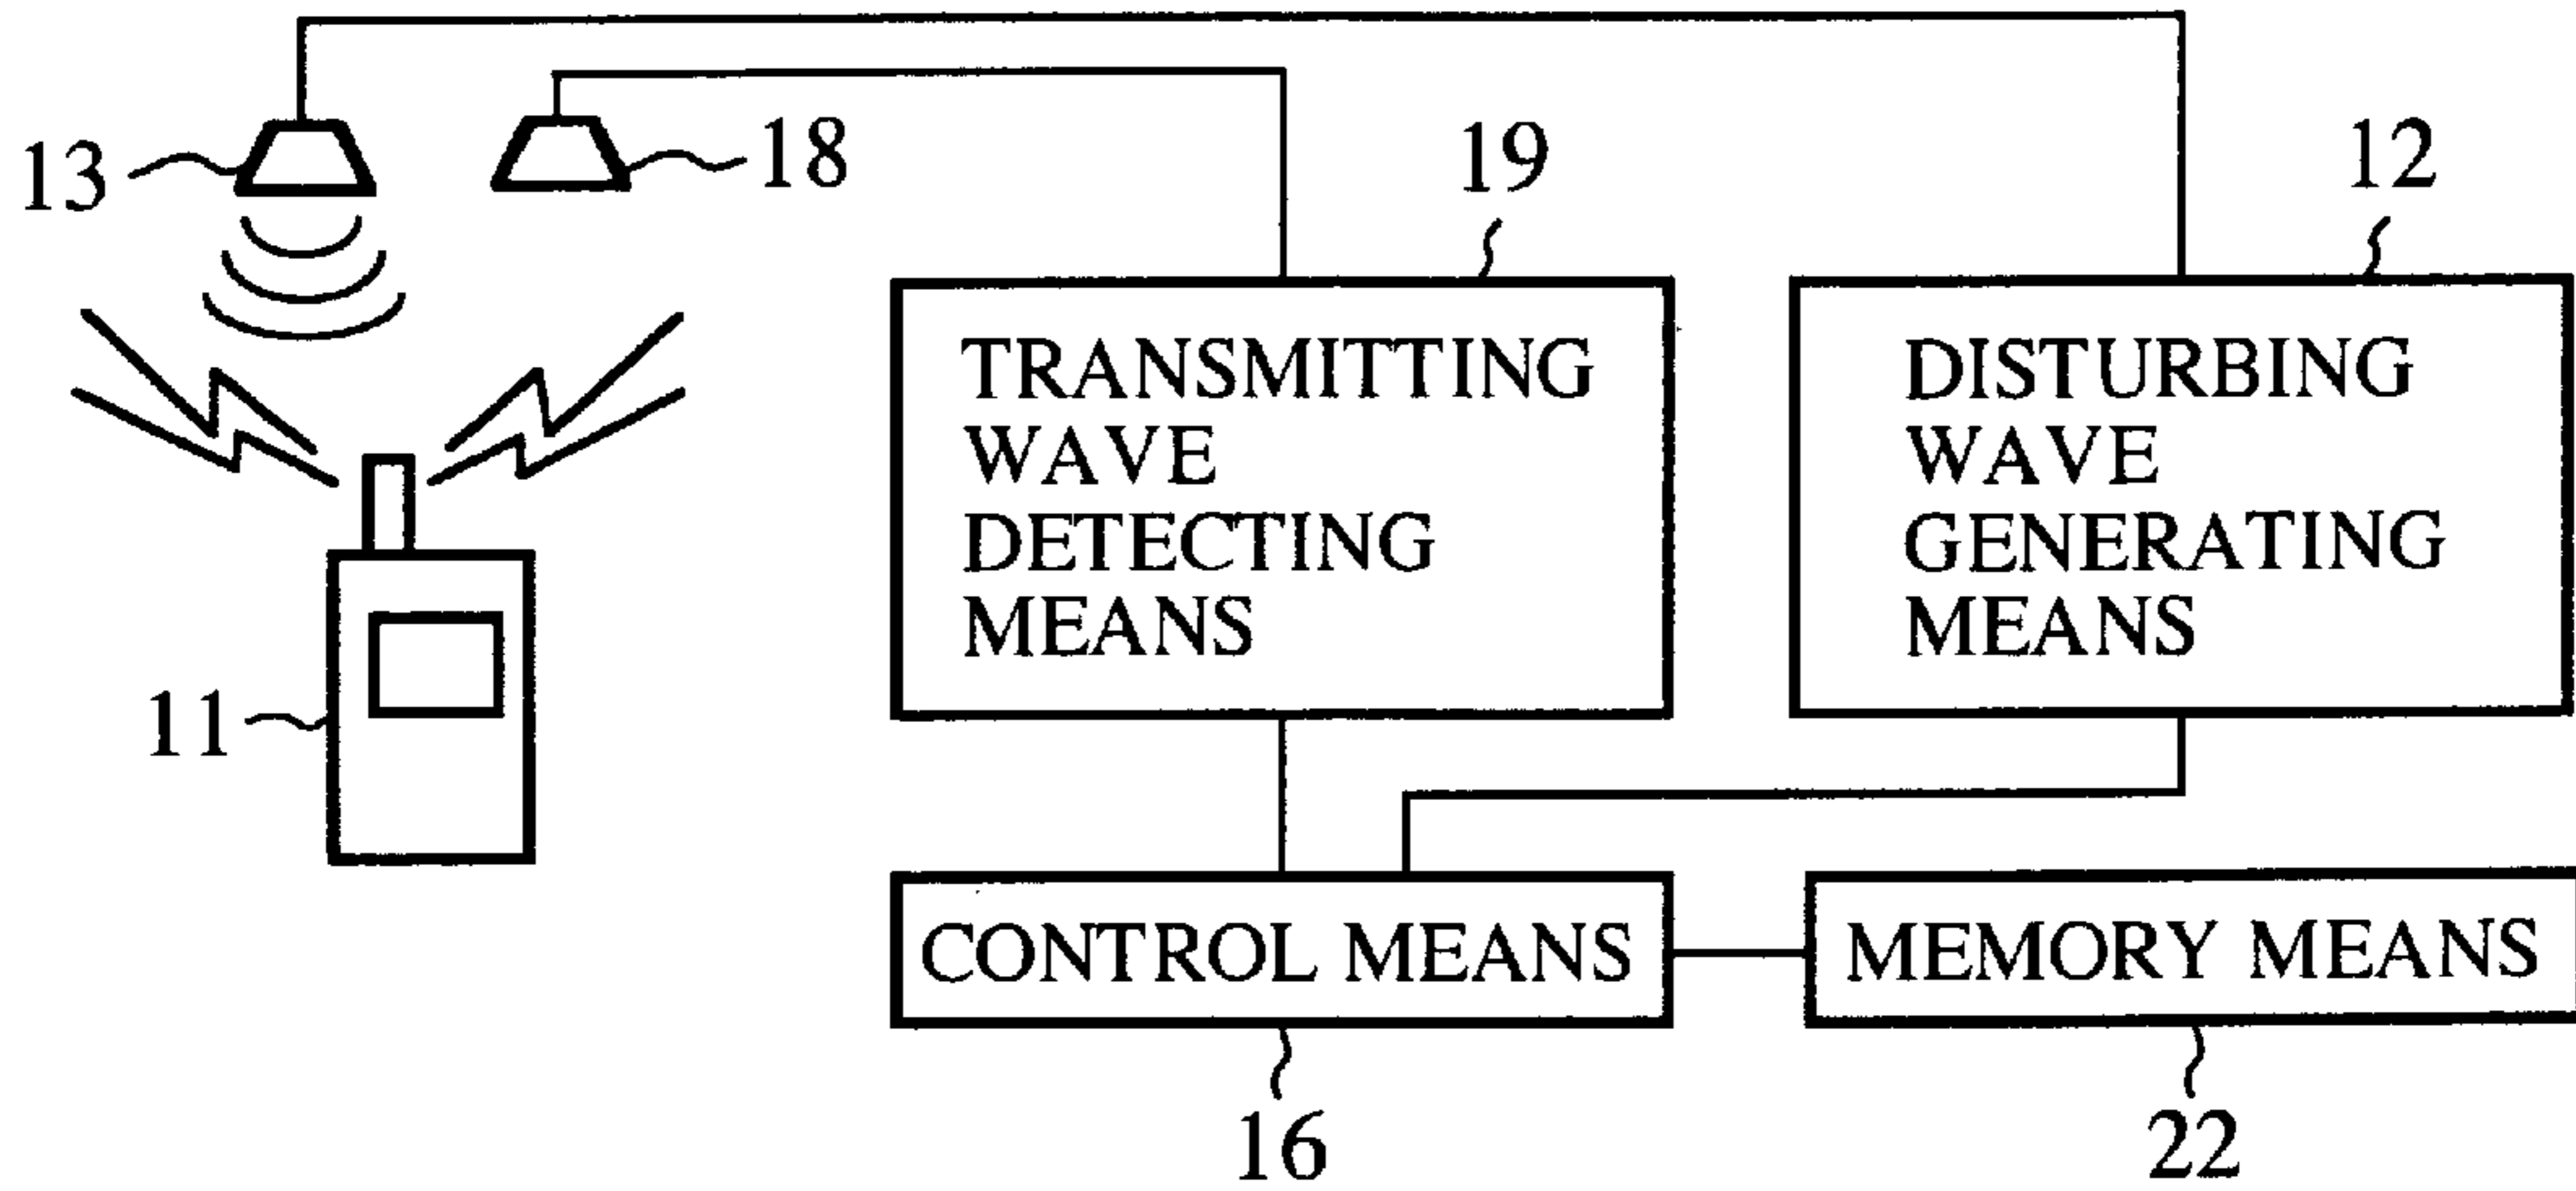 13
18
19
12
TRANSMITTING
WAVE
DETECTING
MEANS
DISTURBING
WAVE
GENERATING
MEANS
11
CONTROL MEANS
MEMORY MEANS
16
22